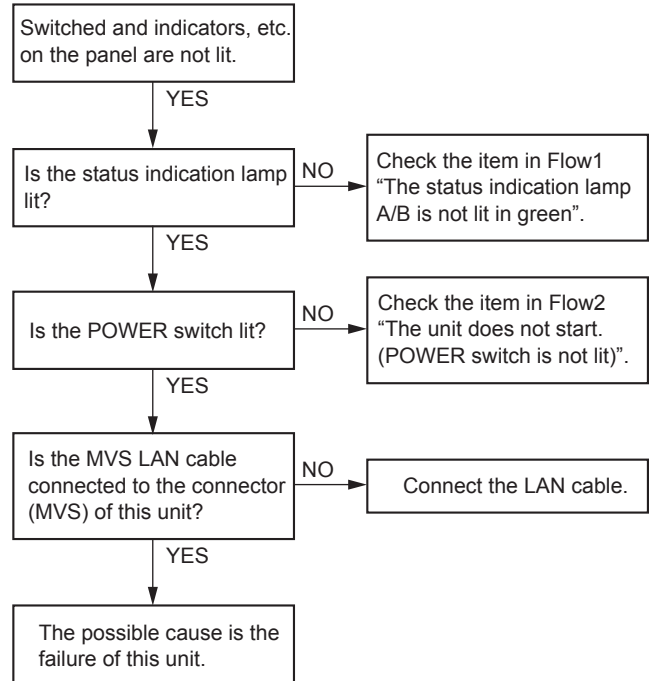 Switched and indicators, etc.
on the panel are not lit.
YES
Is the status indication lamp
lit?
NO
Check the item in Flow1
“The status indication lamp
A/B is not lit in green”.
YES
Is the POWER switch lit?
NO
Check the item in Flow2
“The unit does not start.
(POWER switch is not lit)”.
YES
Is the MVS LAN cable
connected to the connector
(MVS) of this unit?
NO
Connect the LAN cable.
YES
The possible cause is the
failure of this unit.